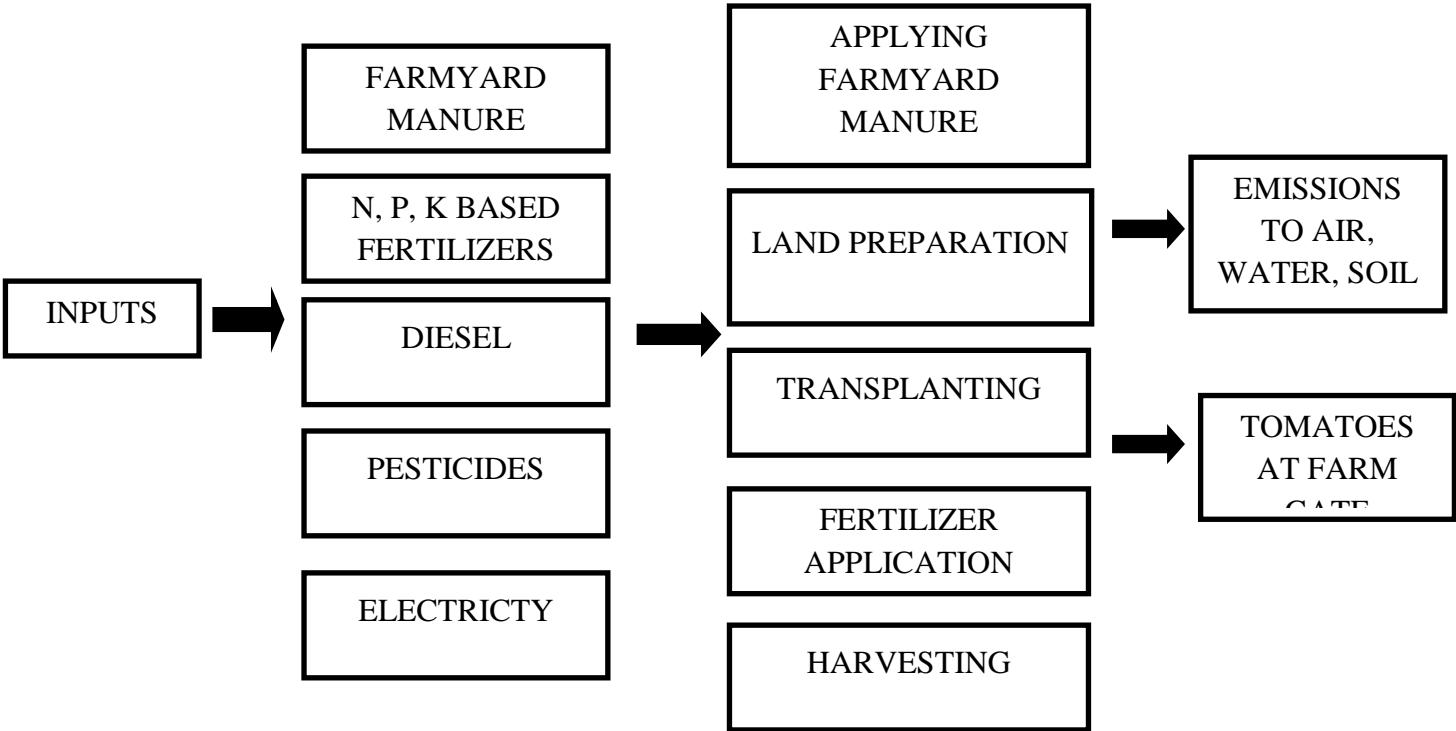 INPUTS
FARMYARD
MANURE
N, P, K BASED
FERTILIZERS
DIESEL
PESTICIDES
ELECTRICTY
APPLYING
FARMYARD
MANURE
LAND PREPARATION
TRANSPLANTING
FERTILIZER
APPLICATION
HARVESTING
EMISSIONS
TO AIR,
WATER, SOIL
TOMATOES
AT FARM
GATE